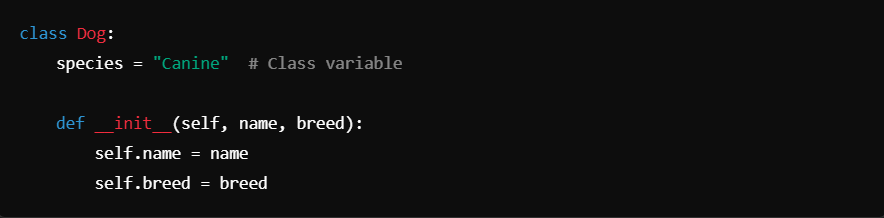 class Dog:
    species = "Canine"  # Class variable

    def __init__(self, name, breed):
        self.name = name
        self.breed = breed